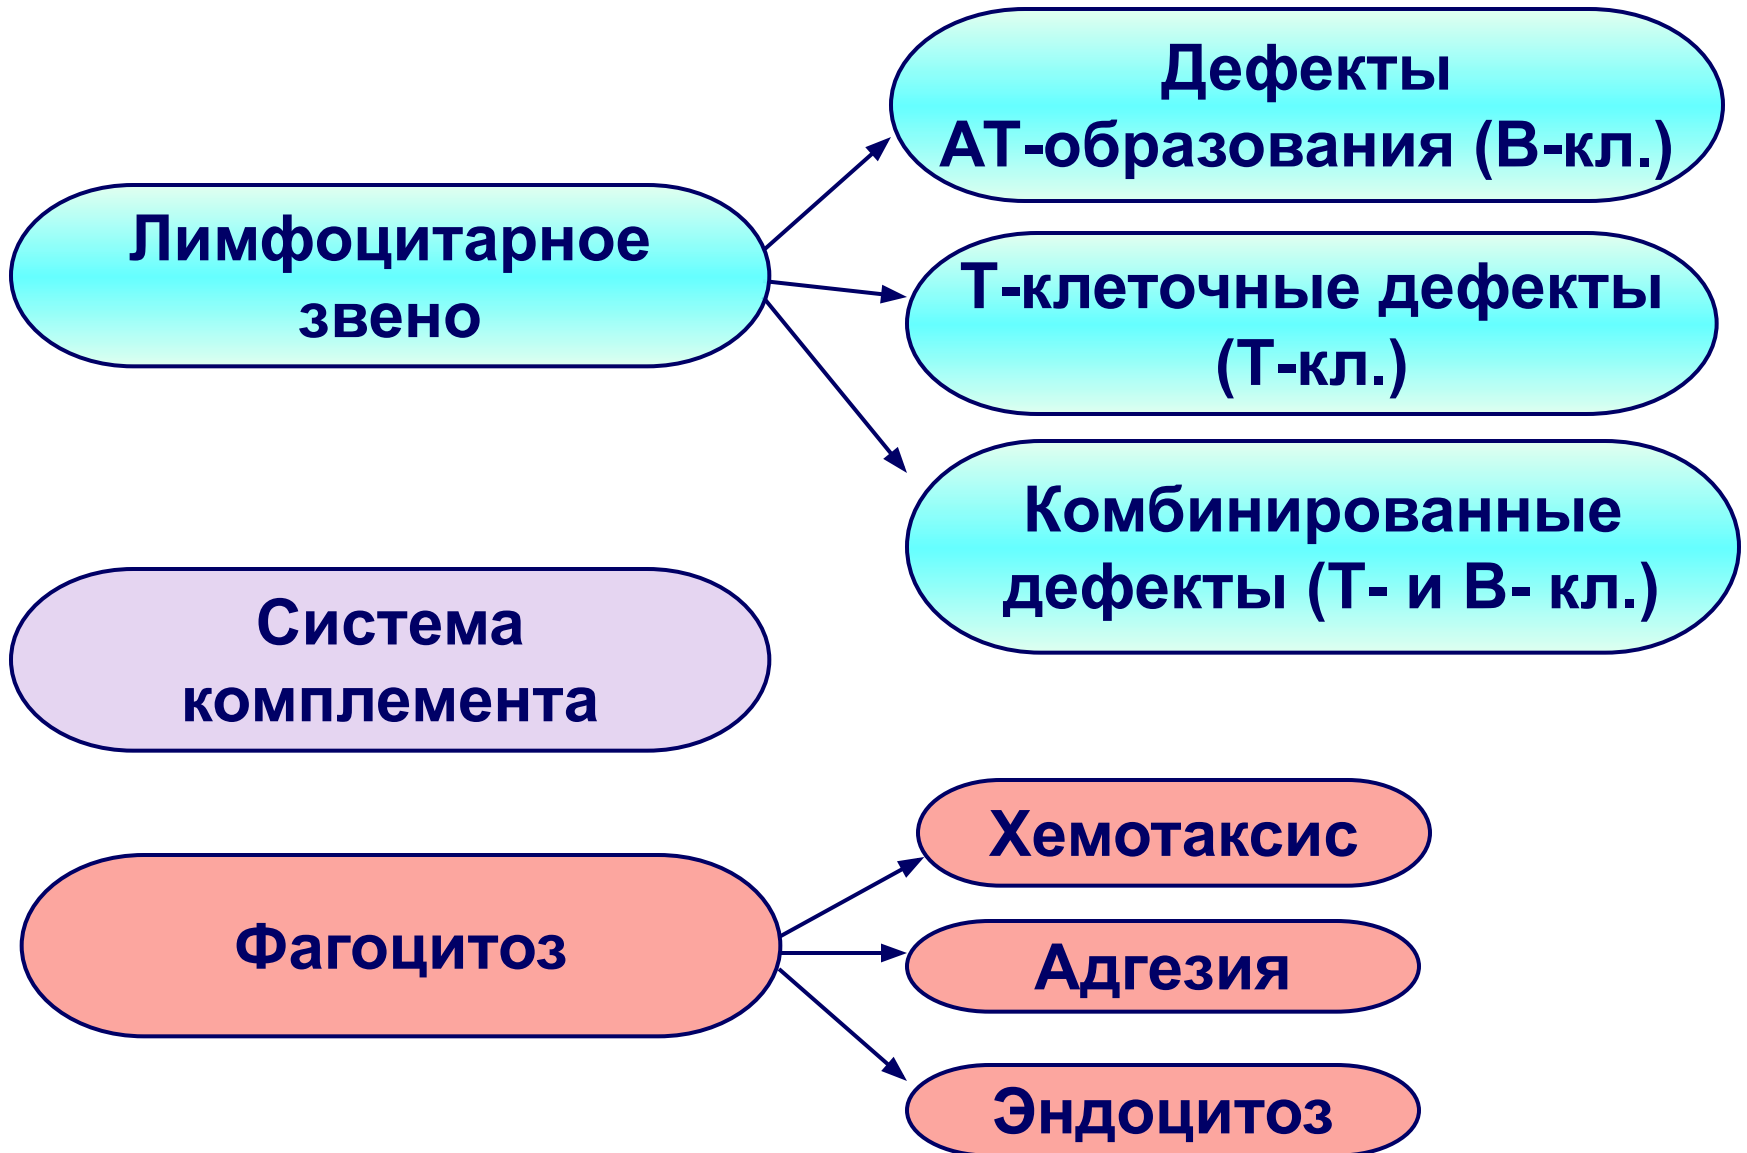 Дефекты
АТ-образования (В-кл.)
Лимфоцитарное
звено
Т-клеточные дефекты
(Т-кл.)
Комбинированные
дефекты (Т- и В- кл.)
Система
комплемента
Хемотаксис
Фагоцитоз
Адгезия
Эндоцитоз